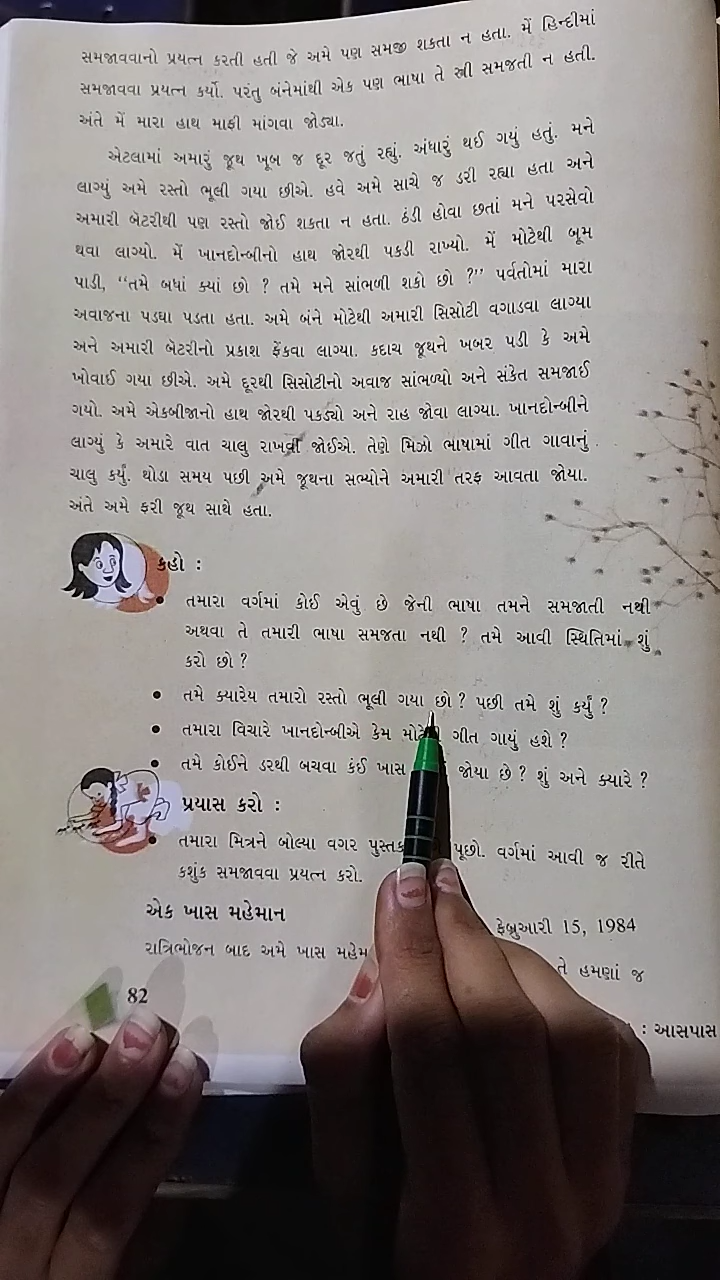 સમજાવવાનો પ્રયત્ન કરતી હતી જે અમે પણ સમજી શકતા ન હતા. મેં હિન્દીમાં
સમજાવવા પ્રયત્ન કર્યો. પરંતુ બંનેમાંથી એક પણ ભાષા તે સ્ત્રી સમજતી ન હતી.
અંતે મેં મારા હાથ માફી માંગવા જોડ્યા.
એટલામાં અમારું જૂથ ખૂબ જ દૂર જતું રહ્યું. અંધારું થઈ ગયું હતું. મને
લાગ્યું અમે રસ્તો ભૂલી ગયા છીએ. હવે અમે સાચે જ ડરી રહ્યા હતા અને
અમારી બેટરીથી પણ રસ્તો જોઈ શકતા ન હતા. ઠંડી હોવા છતાં મને પરસેવો
થવા લાગ્યો. મેં ખાનદોન્બીનો હાથ જોરથી પકડી રાખ્યો. મેં મોટેથી બૂમ
પાડી, “તમે બધાં ક્યાં છો ? તમે મને સાંભળી શકો છો ?” પર્વતોમાં મારા
અવાજના પડઘા પડતા હતા. અમે બંને મોટેથી અમારી સિસોટી વગાડવા લાગ્યા
અને અમારી બૅટરીનો પ્રકાશ ફેંકવા લાગ્યા. કદાચ જૂથને ખબર પડી કે અમે
ખોવાઈ ગયા છીએ. અમે દૂરથી સિસોટીનો અવાજ સાંભળ્યો અને સંકેત સમજાઈ
ગયો. અમે એકબીજાનો હાથ જોરથી પકડ્યો અને રાહ જોવા લાગ્યા. ખાનદોન્બીને
લાગ્યું કે અમારે વાત ચાલુ રાખવી જોઈએ. તેણે મિઝો ભાષામાં ગીત ગાવાનું
ચાલુ કર્યું. થોડા સમય પછી અમે જૂથના સભ્યોને અમારી તરફ આવતા જોયા.
અંતે અમે ફરી જૂથ સાથે હતા.
કહો :
• તમારા વર્ગમાં કોઈ એવું છે જેની ભાષા તમને સમજાતી નથી
અથવા તે તમારી ભાષા સમજતા નથી ? તમે આવી સ્થિતિમાં શું
કરો છો ?
• તમે ક્યારેય તમારો રસ્તો ભૂલી ગયા છો ? પછી તમે શું કર્યું ?
• તમારા વિચારે ખાનદોન્બીએ કેમ ગીત ગાયું હશે ?
• તમે કોઈને ડરથી બચવા કંઈ ખાસ જોયા છે ? શું અને ક્યારે ?
પ્રયાસ કરો :
• તમારા મિત્રને બોલ્યા વગર પૂછો. વર્ગમાં આવી જ રીતે
કશુંક સમજાવવા પ્રયત્ન કરો.
એક ખાસ મહેમાન
ફેબ્રુઆરી 15, 1984
રાત્રિભોજન બાદ અમે ખાસ તે હમણાં જ
82
: આસપાસ